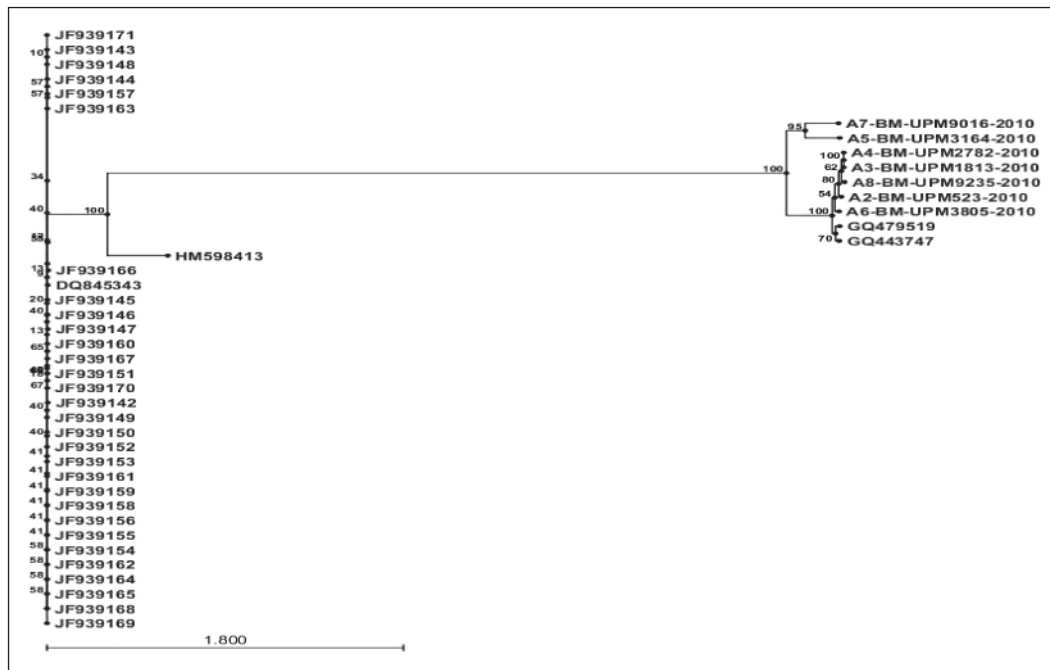 JF939171
JF939143
10
JF939148
JF939144
57
JF939157
57
JF939163
A7-BM-UPM9016-2010
95
A5-BM-UPM3164-2010
A4-BM-UPM2782-2010
100
A3-BM-UPM1813-2010
62
100
A8-BM-UPM9235-2010
80
34
A2-BM-UPM523-2010
54
A6-BM-UPM3805-2010
100
40
100
GQ479519
70
GQ443747
HM598413
13
JF939166
9
DQ845343
20
JF939145
40
JF939146
13
JF939147
JF939160
65
JF939167
JF939151
67
JF939170
JF939142
40
JF939149
40
JF939150
JF939152
41
JF939153
41
JF939161
41
JF939159
41
JF939158
41
JF939156
41
JF939155
58
JF939154
58
JF939162
58
JF939164
58
JF939165
JF939168
JF939169
1.800